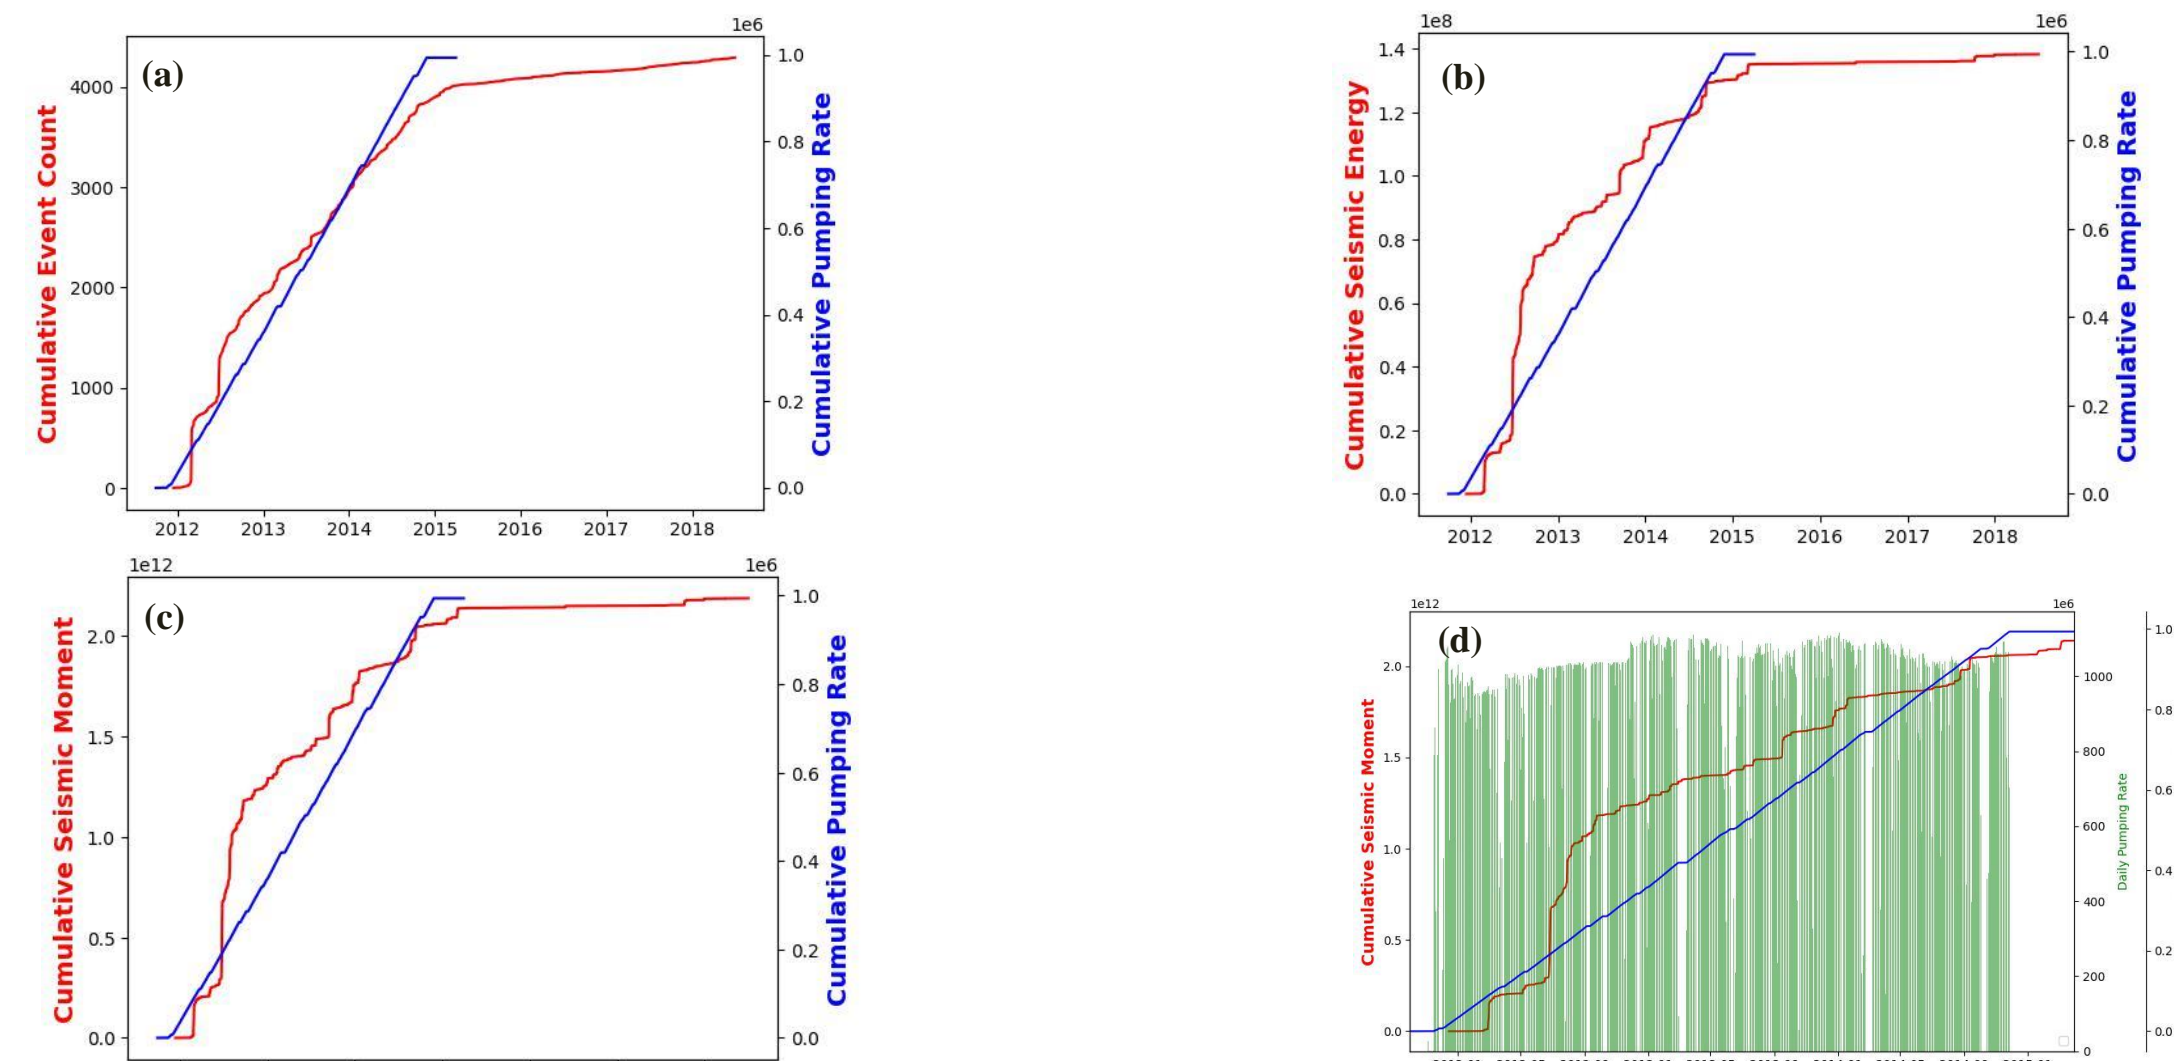 1e6
(a)
4000
3000
2000
1000
0
Cumulative Event Count
1.0
0.8
0.6
0.4
0.2
0.0
Cumulative Pumping Rate
2012 2013 2014 2015 2016 2017 2018
1e8
1e6
(b)
1.4
1.2
1.0
0.8
0.6
0.4
0.2
0.0
Cumulative Seismic Energy
1.0
0.8
0.6
0.4
0.2
0.0
Cumulative Pumping Rate
2012 2013 2014 2015 2016 2017 2018
1e12
1e6
(c)
2.0
1.5
1.0
0.5
0.0
Cumulative Seismic Moment
1.0
0.8
0.6
0.4
0.2
0.0
Cumulative Pumping Rate
1e12
1e6
(d)
2.0
1.5
1.0
0.5
0.0
Cumulative Seismic Moment
1000
800
600
400
200
0
Daily Pumping Rate
1.0
0.8
0.6
0.4
0.2
0.0